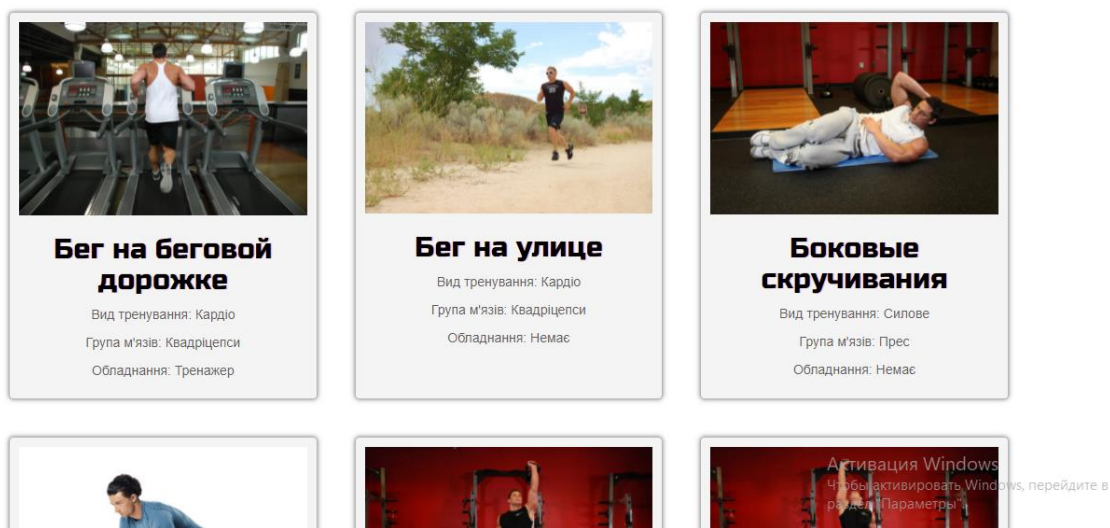 Бег на беговой
дорожке
Вид тренування: Кардіо
Група м'язів: Квадріцепси
Обладнання: Тренажер
Бег на улице
Вид тренування: Кардіо
Група м'язів: Квадріцепси
Обладнання: Немає
Боковые
скручивания
Вид тренування: Силове
Група м'язів: Прес
Обладнання: Немає
Активация Windows
Чтобы активировать Windows, перейдите в
раздел "Параметры".